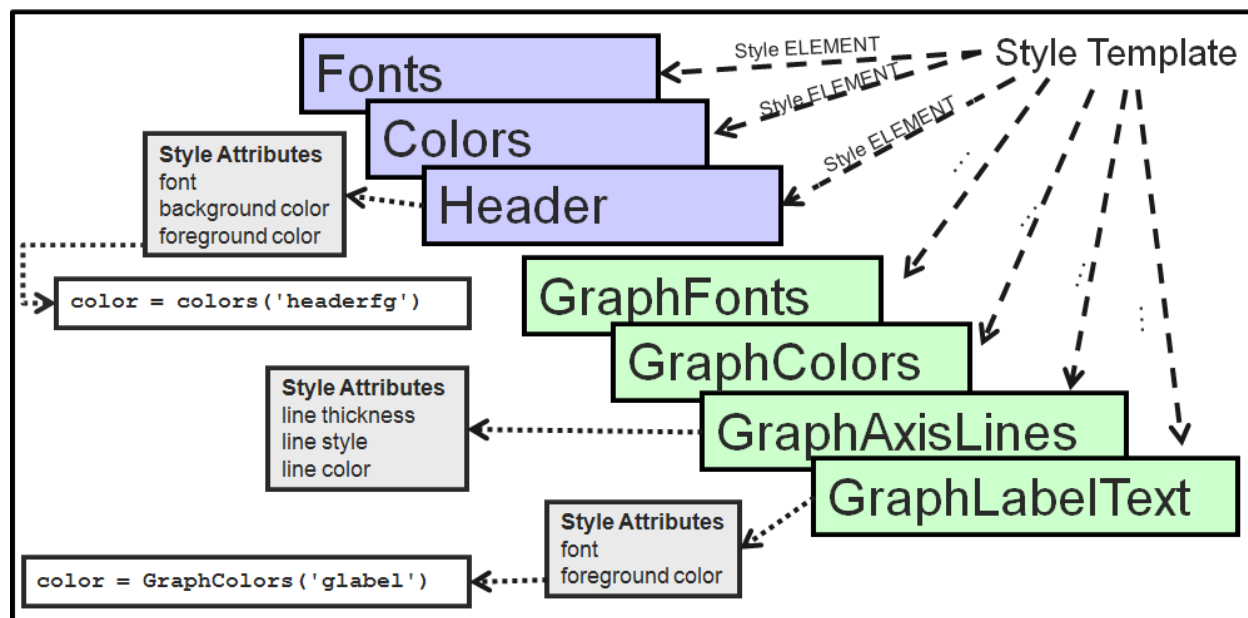 Style Template
Style ELEMENT
Style ELEMENT
Style ELEMENT
Fonts
Colors
Header
Style Attributes
font
background color
foreground color
color = colors('headerfg')
...
...
...
...
GraphFonts
GraphColors
GraphAxisLines
GraphLabelText
Style Attributes
line thickness
line style
line color
Style Attributes
font
foreground color
color = GraphColors('glabel')